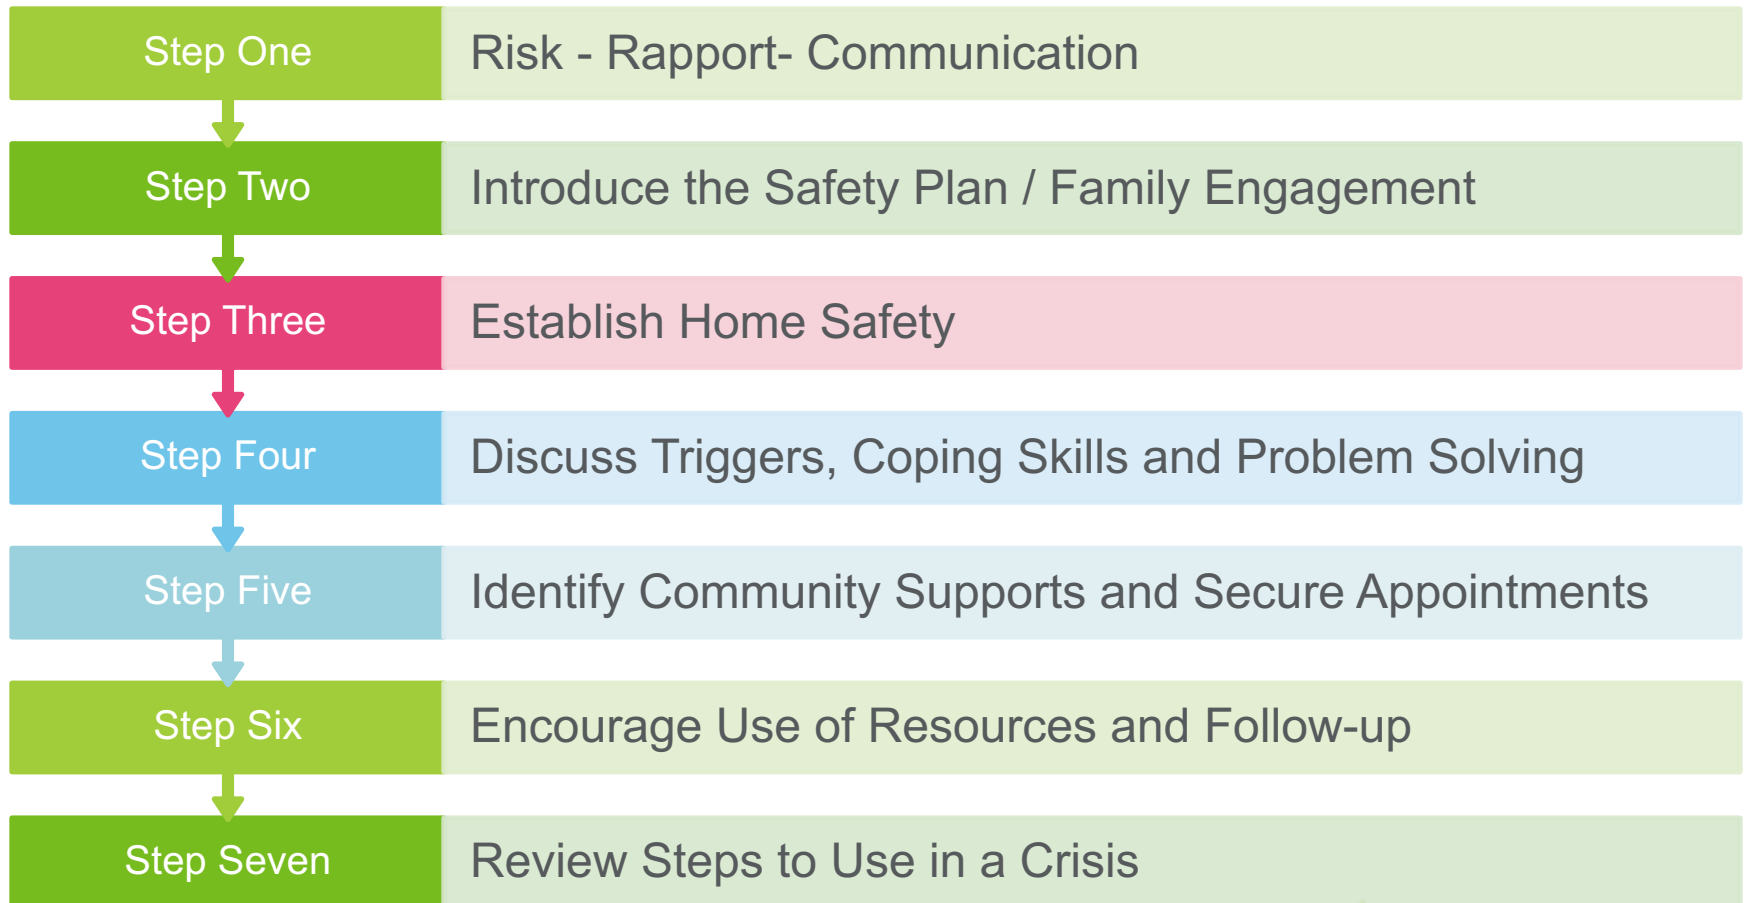 Step One
Risk - Rapport- Communication
Step Two
Introduce the Safety Plan / Family Engagement
Step Three
Establish Home Safety
Step Four
Discuss Triggers, Coping Skills and Problem Solving
Step Five
Identify Community Supports and Secure Appointments
Step Six
Encourage Use of Resources and Follow-up
Step Seven
Review Steps to Use in a Crisis